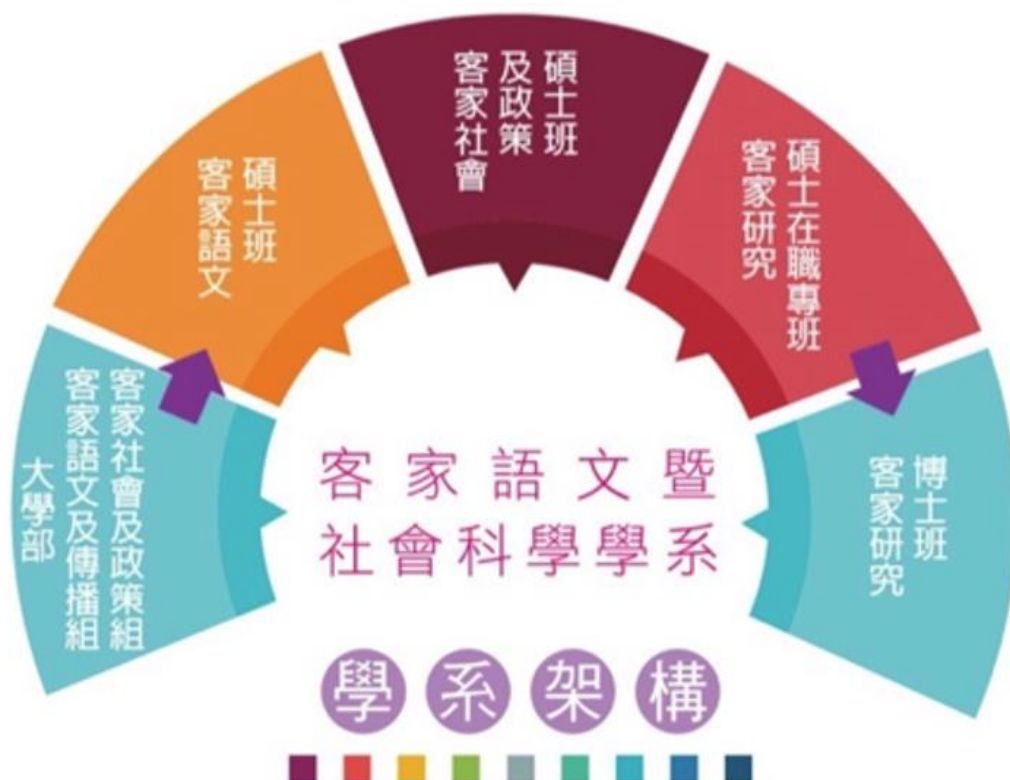 大學部
客家語文及傳播組
客家社會及政策組
客家語文
碩士班
客家社會
及政策
碩士班
客家研究
碩士在職專班
客家研究
博士班
客家語文暨
社會科學學系
學系架構